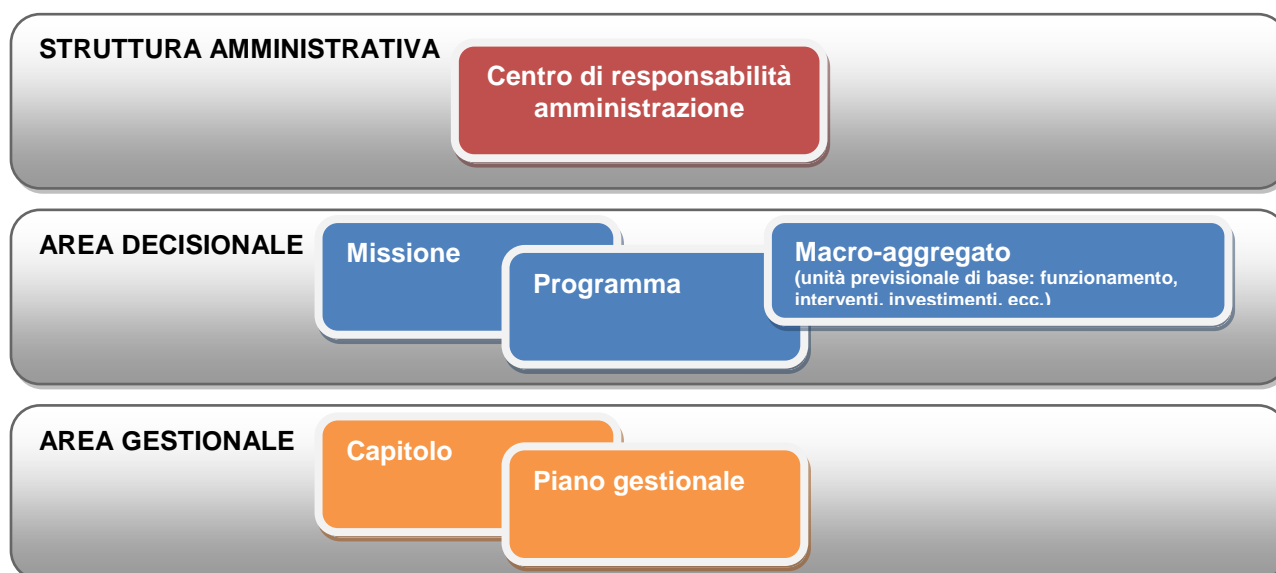 STRUTTURA AMMINISTRATIVA
Centro di responsabilità
amministrazione
AREA DECISIONALE
Missione
Programma
Macro-aggregato
(unità previsionale di base: funzionamento,
interventi, investimenti, ecc.)
AREA GESTIONALE
Capitolo
Piano gestionale